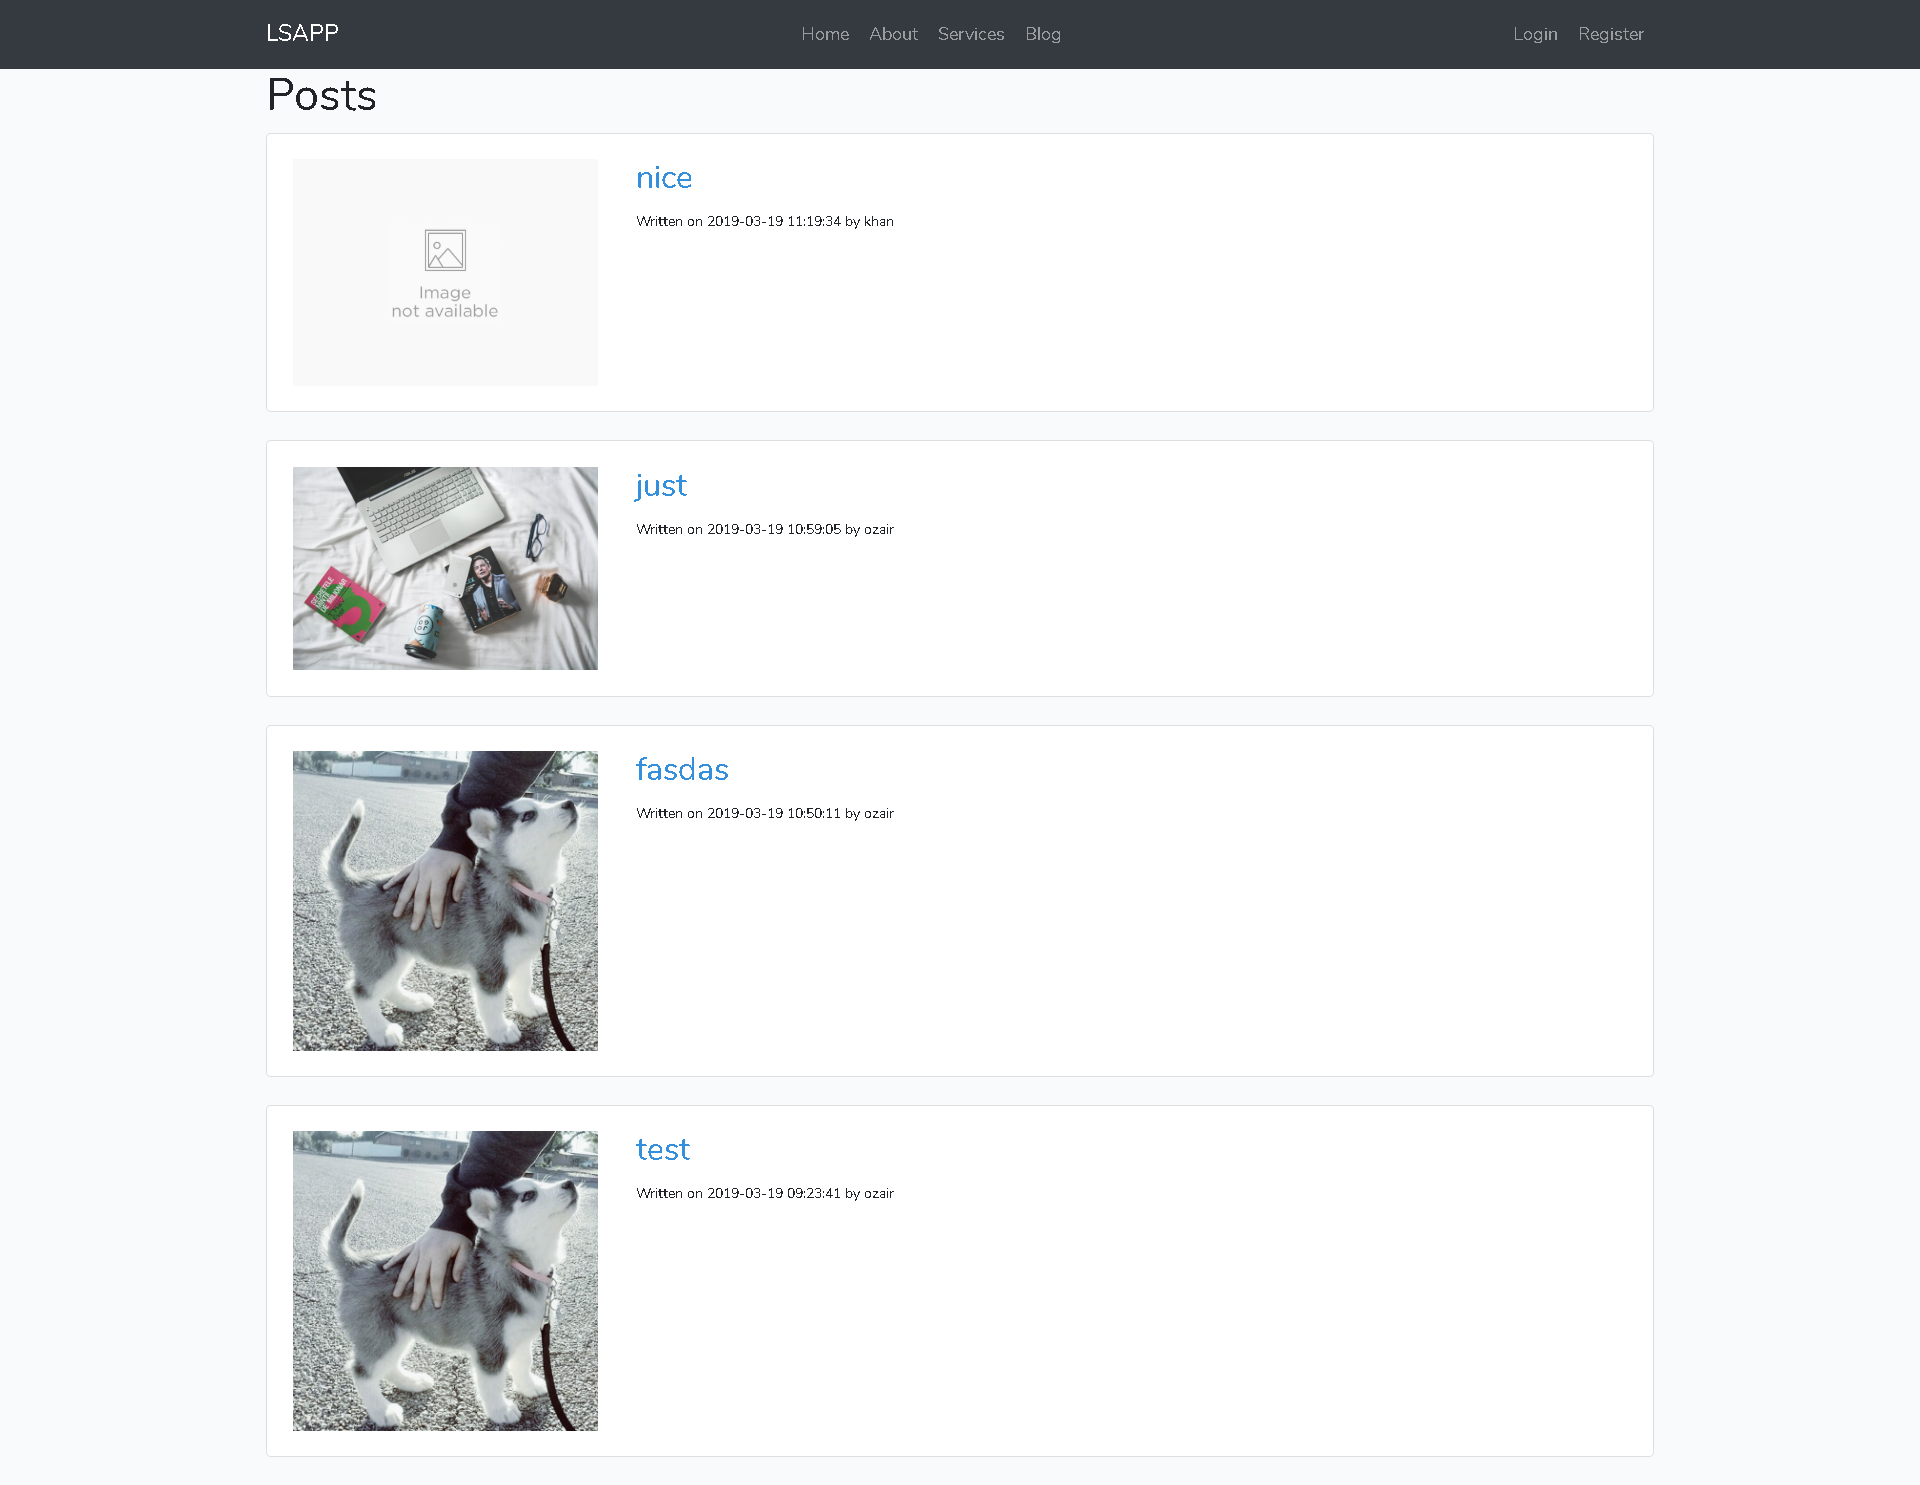 LSAPP
Home About Services Blog
Login Register
Posts
Image
not available
nice
Written on 2019-03-19 11:19:34 by khan
just
Written on 2019-03-19 10:59:05 by ozair
fasdas
Written on 2019-03-19 10:50:11 by ozair
test
Written on 2019-03-19 09:23:41 by ozair